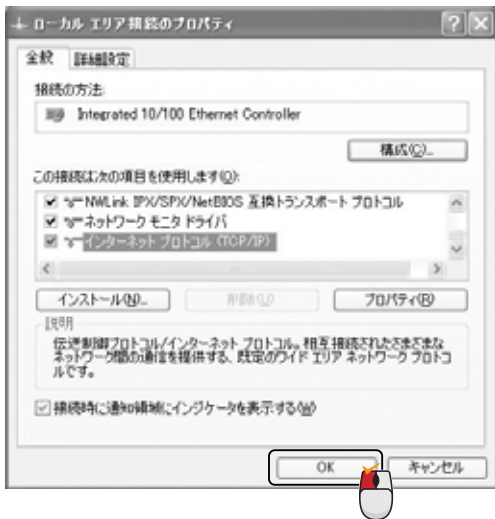 ローカル エリア接続のプロパティ
全般 詳細設定
接続の方法:
Integrated 10/100 Ethernet Controller
構成(C)...
この接続は次の項目を使用します(O):
NWLink IPX/SPX/NetBIOS 互換トランスポート プロトコル
ネットワーク モニタ ドライバ
インターネット プロトコル (TCP/IP)
インストール(N)... 削除(U) プロパティ(R)
説明
伝送制御プロトコル/インターネット プロトコル。相互接続されたさまざまな
ネットワーク間の通信を提供する、既定のワイド エリア ネットワーク プロトコ
ルです。
接続時に通知領域にインジケータを表示する(W)
OK キャンセル